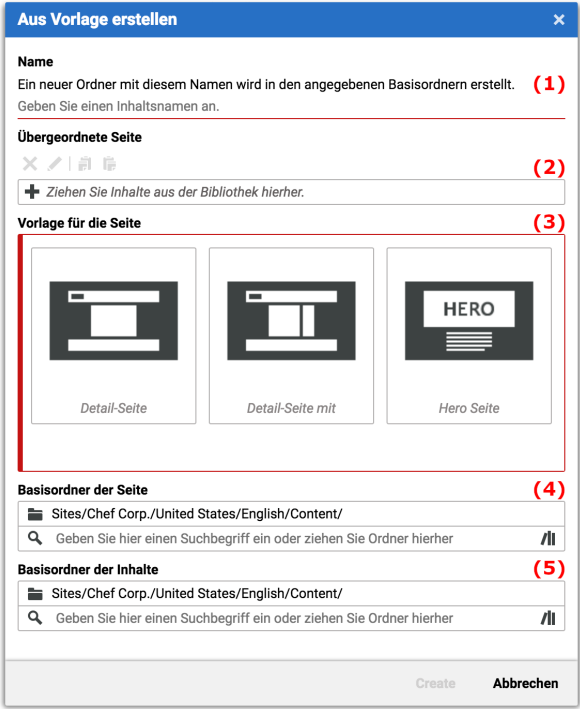 Aus Vorlage erstellen ×
Name
Ein neuer Ordner mit diesem Namen wird in den angegebenen Basisordnern erstellt. (1)
Geben Sie einen Inhaltsnamen an.
Übergeordnete Seite
(2)
Ziehen Sie Inhalte aus der Bibliothek hierher.
Vorlage für die Seite (3)
HERO
Detail-Seite Detail-Seite mit Hero Seite
Basisordner der Seite (4)
Sites/Chef Corp./United States/English/Content/
Geben Sie hier einen Suchbegriff ein oder ziehen Sie Ordner hierher
Basisordner der Inhalte (5)
Sites/Chef Corp./United States/English/Content/
Geben Sie hier einen Suchbegriff ein oder ziehen Sie Ordner hierher
Create Abbrechen